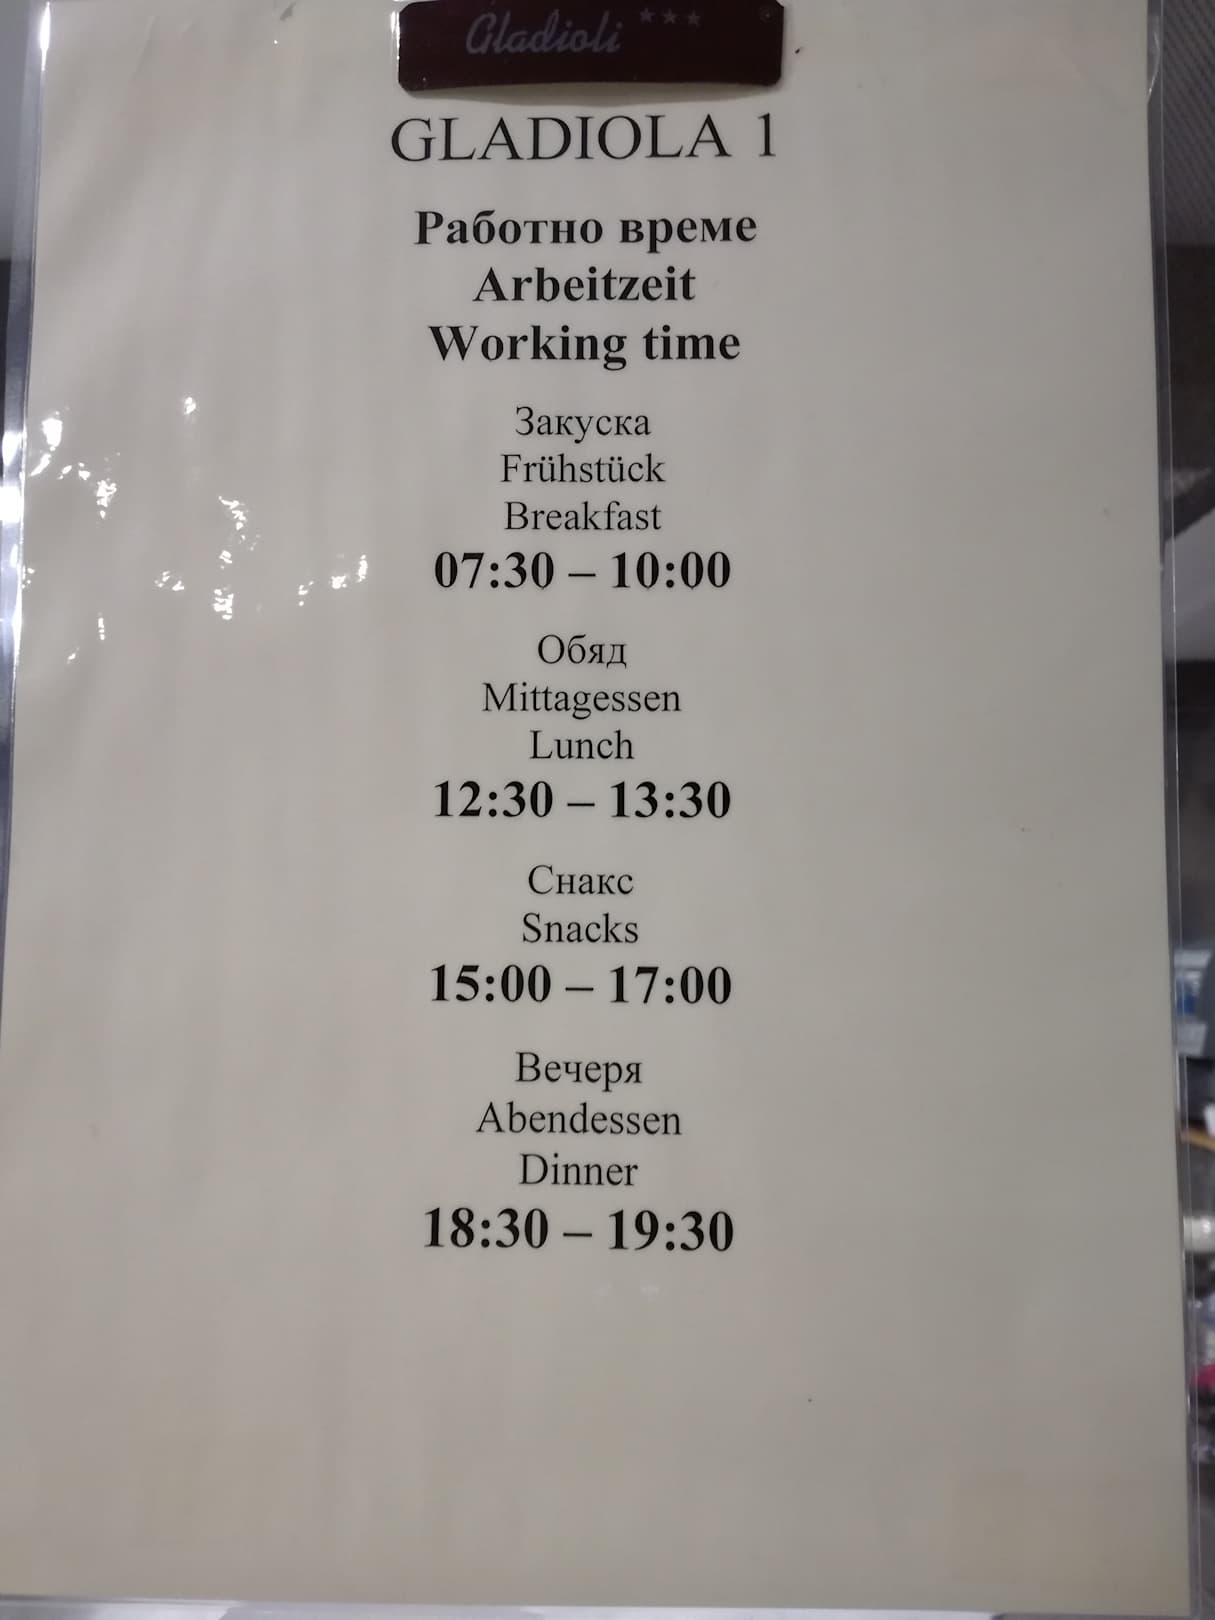 Gladioli ***
GLADIOLA 1
Работно време
Arbeitzeit
Working time
Закуска
Frühstück
Breakfast
07:30 – 10:00
Обяд
Mittagessen
Lunch
12:30 – 13:30
Снакс
Snacks
15:00 – 17:00
Вечеря
Abendessen
Dinner
18:30 – 19:30